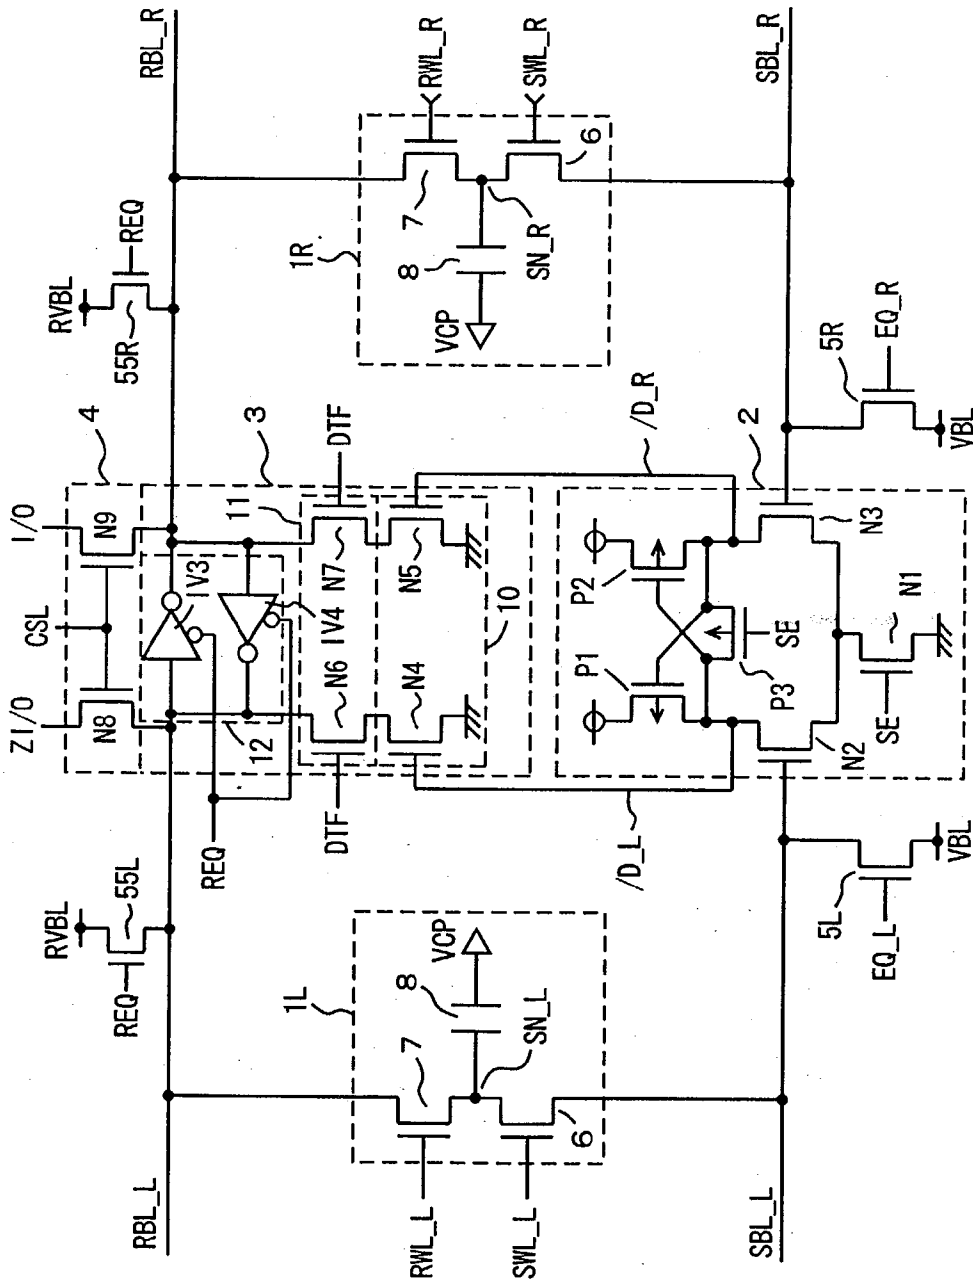 RBL_R
SBL_R
RWL_R
SWL_R
7
6
1R
8
SN_R
VCP
RVBL
REQ
55R
EQ_R
5R
VBL
/D_R
2
4
3
I/O
N9
CSL
ZI/O
N8
IV3
IV4
12
11
DTF
N7
N5
N6
N4
10
DTF
REQ
P2
P1
P3
SE
N3
N1
N2
SE
/D_L
RVBL
55L
REQ
VBL
5L
EQ_L
1L
VCP
8
SN_L
7
6
RWL_L
SWL_L
RBL_L
SBL_L